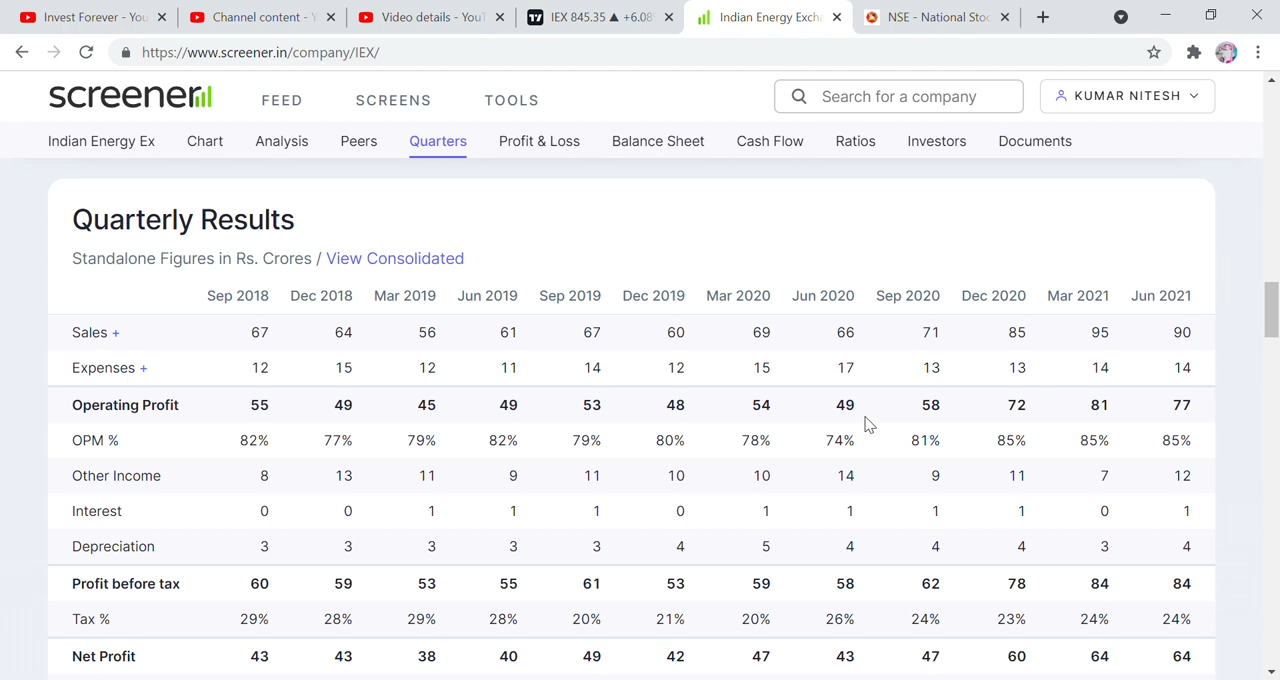 Invest Forever - You
Channel content - Y
Video details - YouT
IEX 845.35 ▲ +6.08%
Indian Energy Excha
NSE - National Stoc
https://www.screener.in/company/IEX/
screener
FEED
SCREENS
TOOLS
Search for a company
KUMAR NITESH
Indian Energy Ex
Chart
Analysis
Peers
Quarters
Profit & Loss
Balance Sheet
Cash Flow
Ratios
Investors
Documents
Quarterly Results
Standalone Figures in Rs. Crores / View Consolidated
Sep 2018 Dec 2018 Mar 2019 Jun 2019 Sep 2019 Dec 2019 Mar 2020 Jun 2020 Sep 2020 Dec 2020 Mar 2021 Jun 2021
Sales + 67 64 56 61 67 60 69 66 71 85 95 90
Expenses + 12 15 12 11 14 12 15 17 13 13 14 14
Operating Profit 55 49 45 49 53 48 54 49 58 72 81 77
OPM % 82% 77% 79% 82% 79% 80% 78% 74% 81% 85% 85% 85%
Other Income 8 13 11 9 11 10 10 14 9 11 7 12
Interest 0 0 1 1 1 0 1 1 1 1 0 1
Depreciation 3 3 3 3 3 4 5 4 4 4 3 4
Profit before tax 60 59 53 55 61 53 59 58 62 78 84 84
Tax % 29% 28% 29% 28% 20% 21% 20% 26% 24% 23% 24% 24%
Net Profit 43 43 38 40 49 42 47 43 47 60 64 64